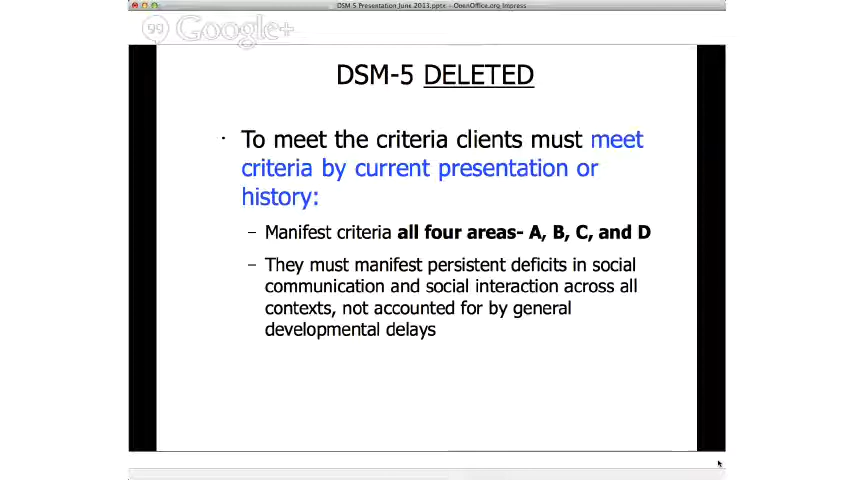 DSM 5 Presentation June 2013.pptx – OpenOffice.org Impress
99 Google+
DSM-5 DELETED
· To meet the criteria clients must meet
criteria by current presentation or
history:
– Manifest criteria all four areas- A, B, C, and D
– They must manifest persistent deficits in social
communication and social interaction across all
contexts, not accounted for by general
developmental delays